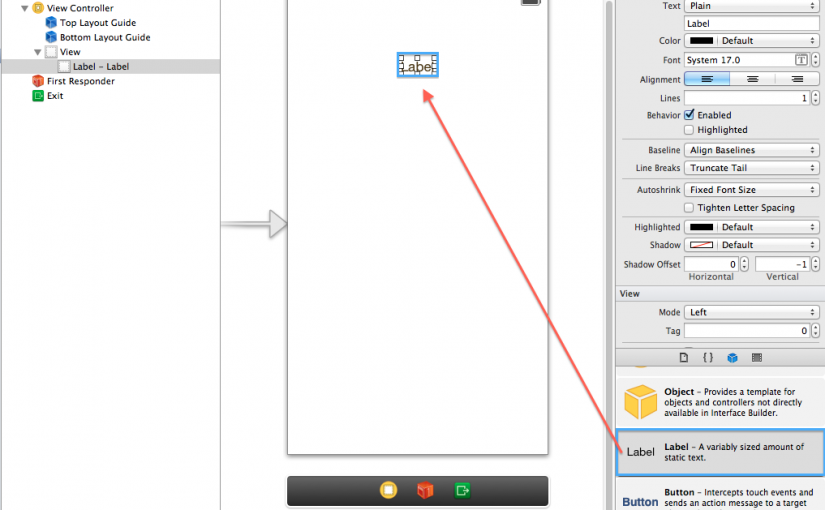 View Controller
Top Layout Guide
Bottom Layout Guide
View
Label – Label
First Responder
Exit
Label
Text Plain
Label
Color Default
Font System 17.0 T
Alignment
Lines 1
Behavior Enabled
Highlighted
Baseline Align Baselines
Line Breaks Truncate Tail
Autoshrink Fixed Font Size
Tighten Letter Spacing
Highlighted Default
Shadow Default
Shadow Offset 0 -1
Horizontal Vertical
View
Mode Left
Tag 0
{ }
Object – Provides a template for
objects and controllers not directly
available in Interface Builder.
Label
Label – A variably sized amount of
static text.
Button
Button – Intercepts touch events and
sends an action message to a target